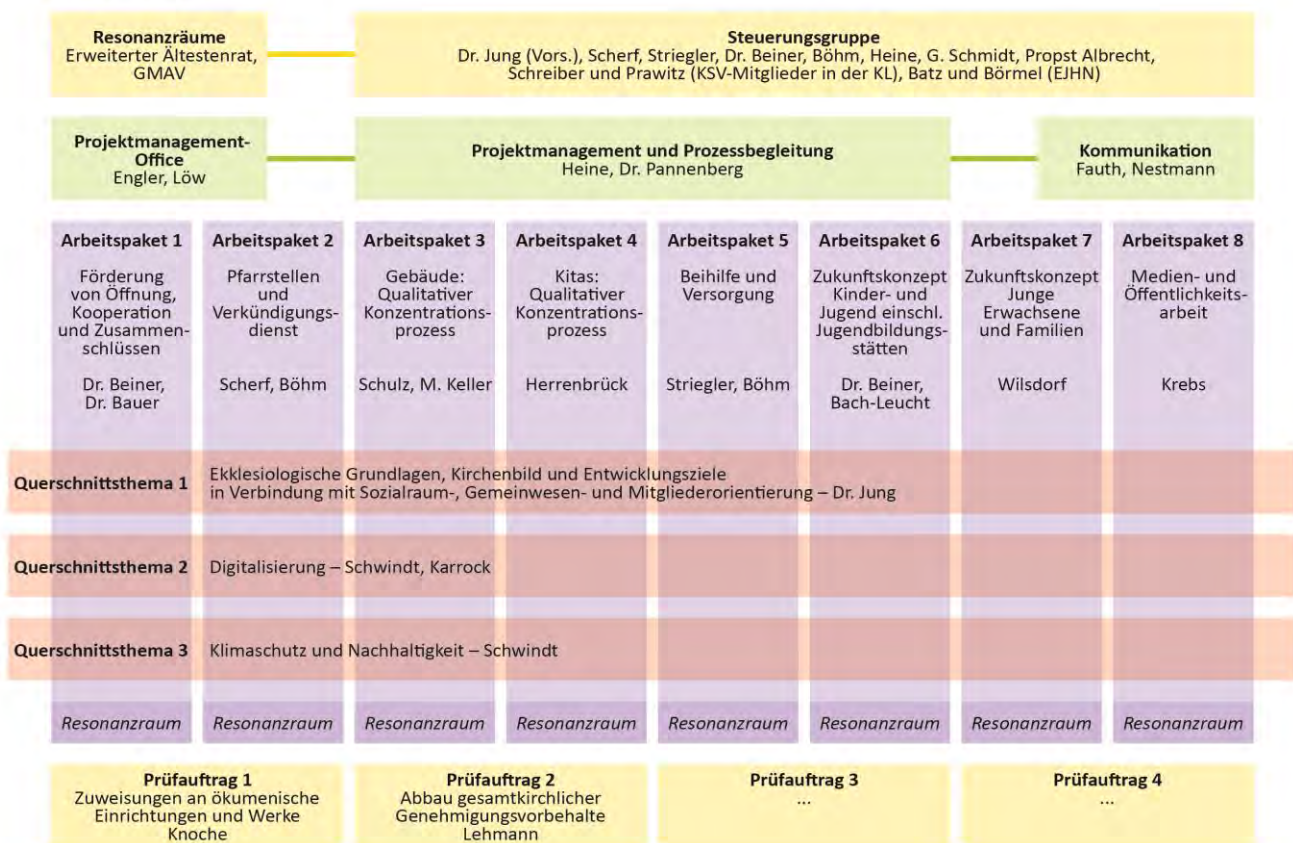 Resonanzräume
Erweiterter Ältestenrat,
GMAV
Steuerungsgruppe
Dr. Jung (Vors.), Scherf, Striegler, Dr. Beiner, Böhm, Heine, G. Schmidt, Propst Albrecht,
Schreiber und Prawitz (KSV-Mitglieder in der KL), Batz und Börmel (EJHN)
Projektmanagement-
Office
Engler, Löw
Projektmanagement und Prozessbegleitung
Heine, Dr. Pannenberg
Kommunikation
Fauth, Nestmann
Arbeitspaket 1
Förderung
von Öffnung,
Kooperation
und Zusammen-
schlüssen
Dr. Beiner,
Dr. Bauer
Arbeitspaket 2
Pfarrstellen
und
Verkündigungs-
dienst
Scherf, Böhm
Arbeitspaket 3
Gebäude:
Qualitativer
Konzentrations-
prozess
Schulz, M. Keller
Arbeitspaket 4
Kitas:
Qualitativer
Konzentrations-
prozess
Herrenbrück
Arbeitspaket 5
Beihilfe und
Versorgung
Striegler, Böhm
Arbeitspaket 6
Zukunftskonzept
Kinder- und
Jugend einschl.
Jugendbildungs-
stätten
Dr. Beiner,
Bach-Leucht
Arbeitspaket 7
Zukunftskonzept
Junge
Erwachsene
und Familien
Wilsdorf
Arbeitspaket 8
Medien- und
Öffentlichkeits-
arbeit
Krebs
Querschnittsthema 1
Ekklesiologische Grundlagen, Kirchenbild und Entwicklungsziele
in Verbindung mit Sozialraum-, Gemeinwesen- und Mitgliederorientierung – Dr. Jung
Querschnittsthema 2
Digitalisierung – Schwindt, Karrock
Querschnittsthema 3
Klimaschutz und Nachhaltigkeit – Schwindt
Resonanzraum
Resonanzraum
Resonanzraum
Resonanzraum
Resonanzraum
Resonanzraum
Resonanzraum
Resonanzraum
Prüfauftrag 1
Zuweisungen an ökumenische
Einrichtungen und Werke
Knoche
Prüfauftrag 2
Abbau gesamtkirchlicher
Genehmigungsvorbehalte
Lehmann
Prüfauftrag 3
...
Prüfauftrag 4
...